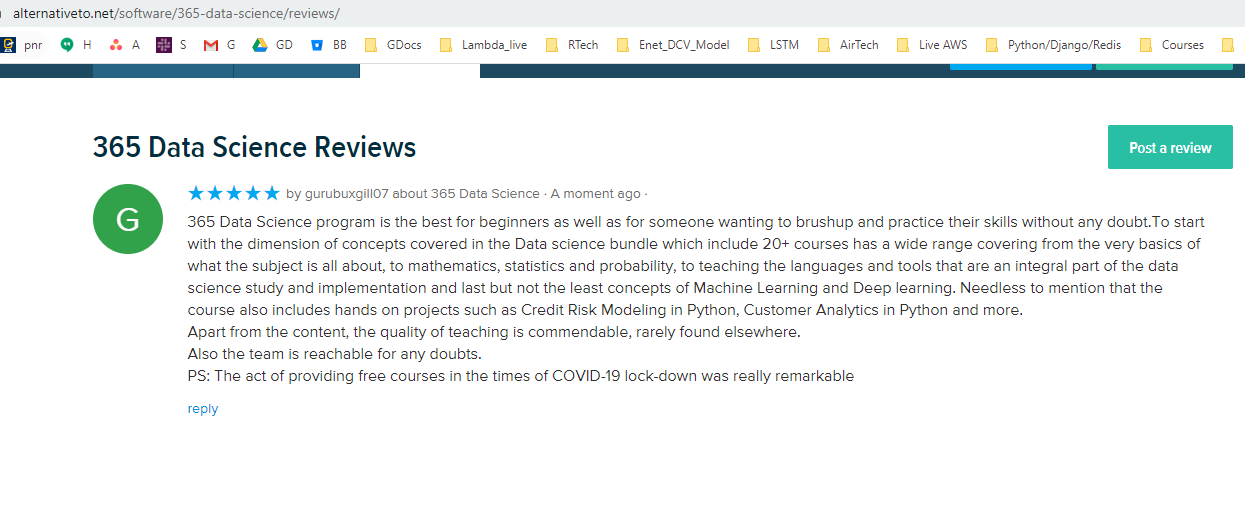 alternativeto.net/software/365-data-science/reviews/
pnr H A S G GD BB GDocs Lambda_live RTech Enet_DCV_Model LSTM AirTech Live AWS Python/Django/Redis Courses
365 Data Science Reviews
Post a review
G
by gurubuxgill07 about 365 Data Science · A moment ago ·
365 Data Science program is the best for beginners as well as for someone wanting to brushup and practice their skills without any doubt.To start
with the dimension of concepts covered in the Data science bundle which include 20+ courses has a wide range covering from the very basics of
what the subject is all about, to mathematics, statistics and probability, to teaching the languages and tools that are an integral part of the data
science study and implementation and last but not the least concepts of Machine Learning and Deep learning. Needless to mention that the
course also includes hands on projects such as Credit Risk Modeling in Python, Customer Analytics in Python and more.
Apart from the content, the quality of teaching is commendable, rarely found elsewhere.
Also the team is reachable for any doubts.
PS: The act of providing free courses in the times of COVID-19 lock-down was really remarkable
reply